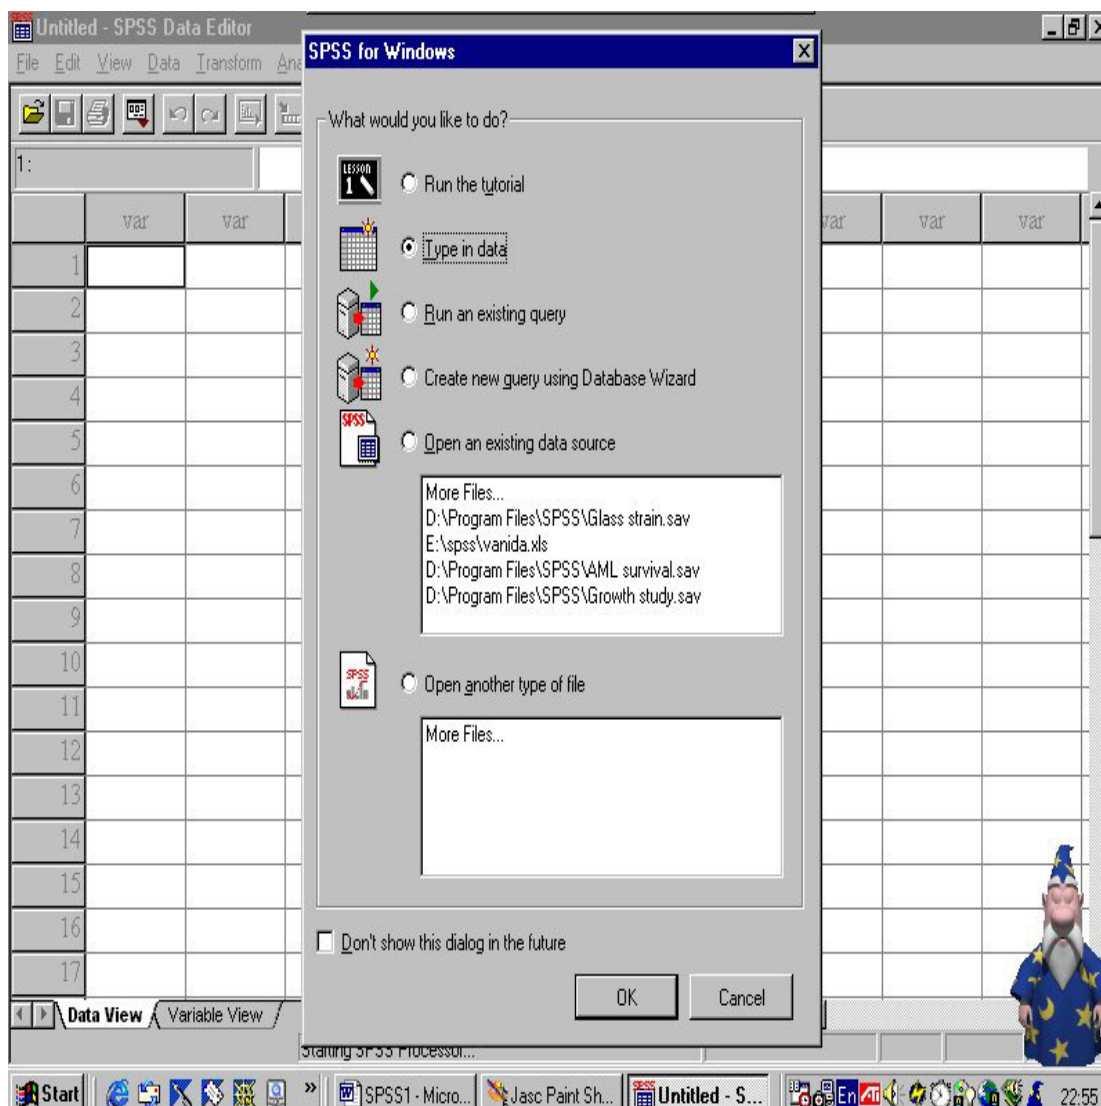 Untitled - SPSS Data Editor
File Edit View Data Transform Ana
SPSS for Windows
What would you like to do?
LESSON
1
Run the tutorial
Type in data
Run an existing query
Create new query using Database Wizard
SPSS
Open an existing data source
More Files...
D:\Program Files\SPSS\Glass strain.sav
E:\spss\vanida.xls
D:\Program Files\SPSS\AML survival.sav
D:\Program Files\SPSS\Growth study.sav
SPSS
Open another type of file
More Files...
Don't show this dialog in the future
OK Cancel
1:
var var var var var
1
2
3
4
5
6
7
8
9
10
11
12
13
14
15
16
17
Data View Variable View
Starting SPSS Processor...
Start » SPSS1 - Micro... Jasc Paint Sh... Untitled - S... En 22:55